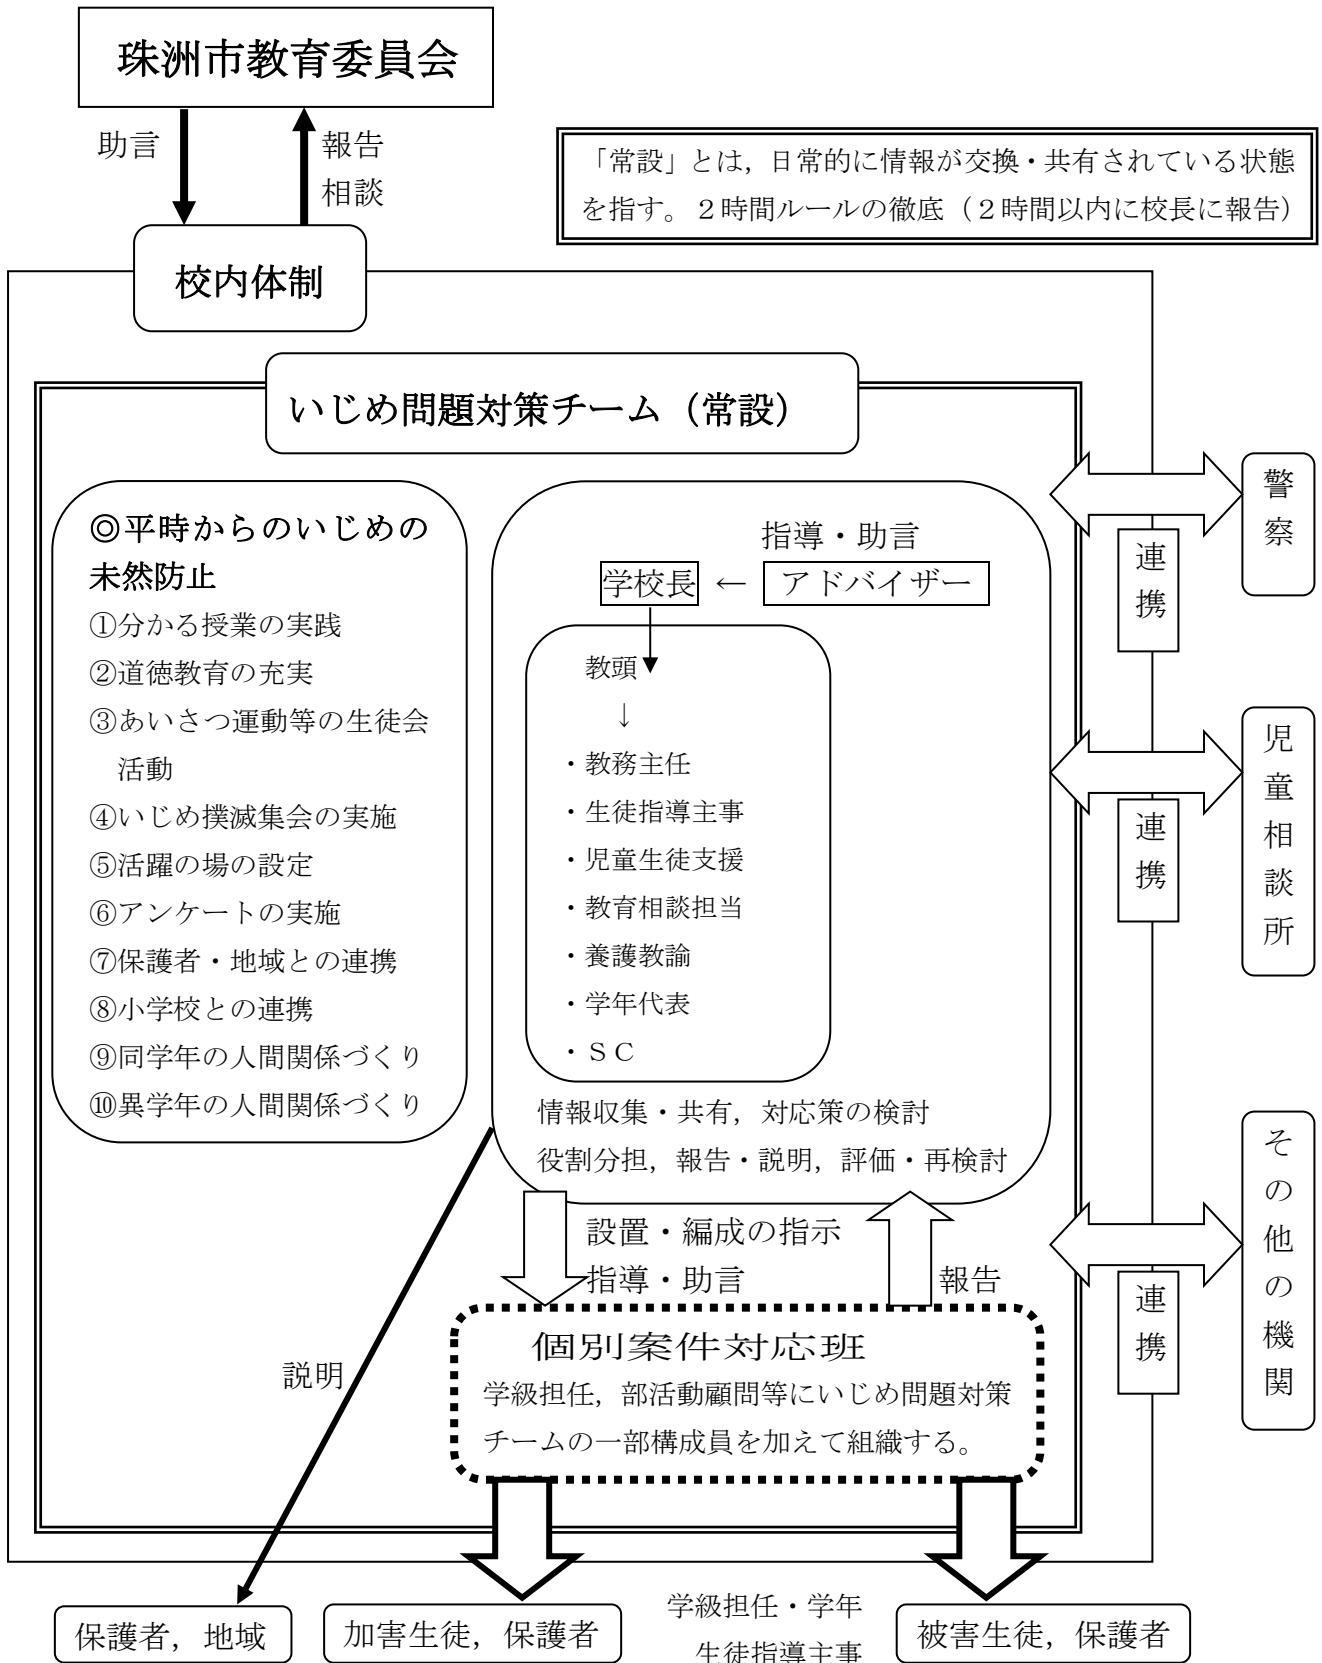 珠洲市教育委員会
助言
報告
相談
「常設」とは，日常的に情報が交換・共有されている状態
を指す。２時間ルールの徹底（２時間以内に校長に報告）
校内体制
いじめ問題対策チーム（常設）
◎平時からのいじめの
未然防止
①分かる授業の実践
②道徳教育の充実
③あいさつ運動等の生徒会
活動
④いじめ撲滅集会の実施
⑤活躍の場の設定
⑥アンケートの実施
⑦保護者・地域との連携
⑧小学校との連携
⑨同学年の人間関係づくり
⑩異学年の人間関係づくり
指導・助言
学校長 ← アドバイザー
教頭
↓
・教務主任
・生徒指導主事
・児童生徒支援
・教育相談担当
・養護教諭
・学年代表
・ＳＣ
情報収集・共有，対応策の検討
役割分担，報告・説明，評価・再検討
警察
連携
児童相談所
連携
その他の機関
連携
設置・編成の指示
指導・助言
報告
個別案件対応班
学級担任，部活動顧問等にいじめ問題対策
チームの一部構成員を加えて組織する。
説明
保護者，地域
加害生徒，保護者
学級担任・学年
生徒指導主事
被害生徒，保護者